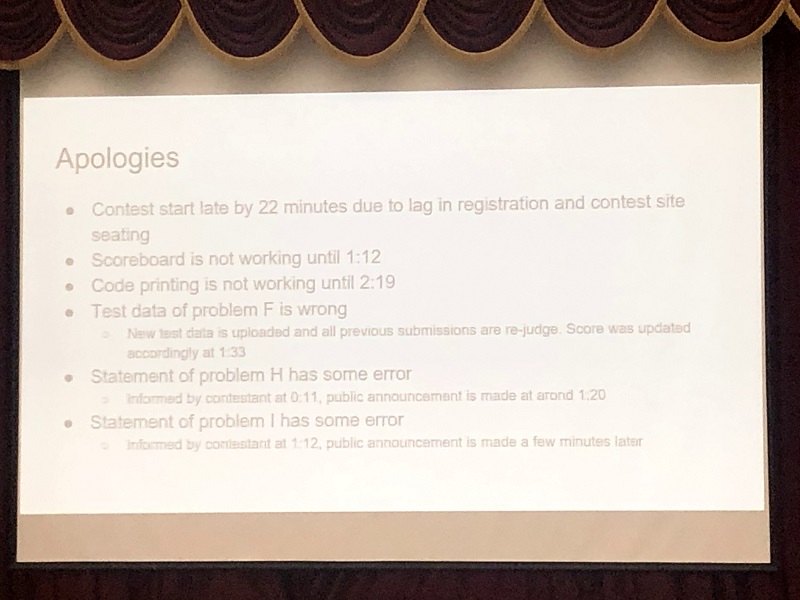 Apologies
● Contest start late by 22 minutes due to lag in registration and contest site
seating
● Scoreboard is not working until 1:12
● Code printing is not working until 2:19
● Test data of problem F is wrong
○ New test data is uploaded and all previous submissions are re-judge. Score was updated
accordingly at 1:33
● Statement of problem H has some error
○ Informed by contestant at 0:11, public announcement is made at arond 1:20
● Statement of problem I has some error
○ Informed by contestant at 1:12, public announcement is made a few minutes later